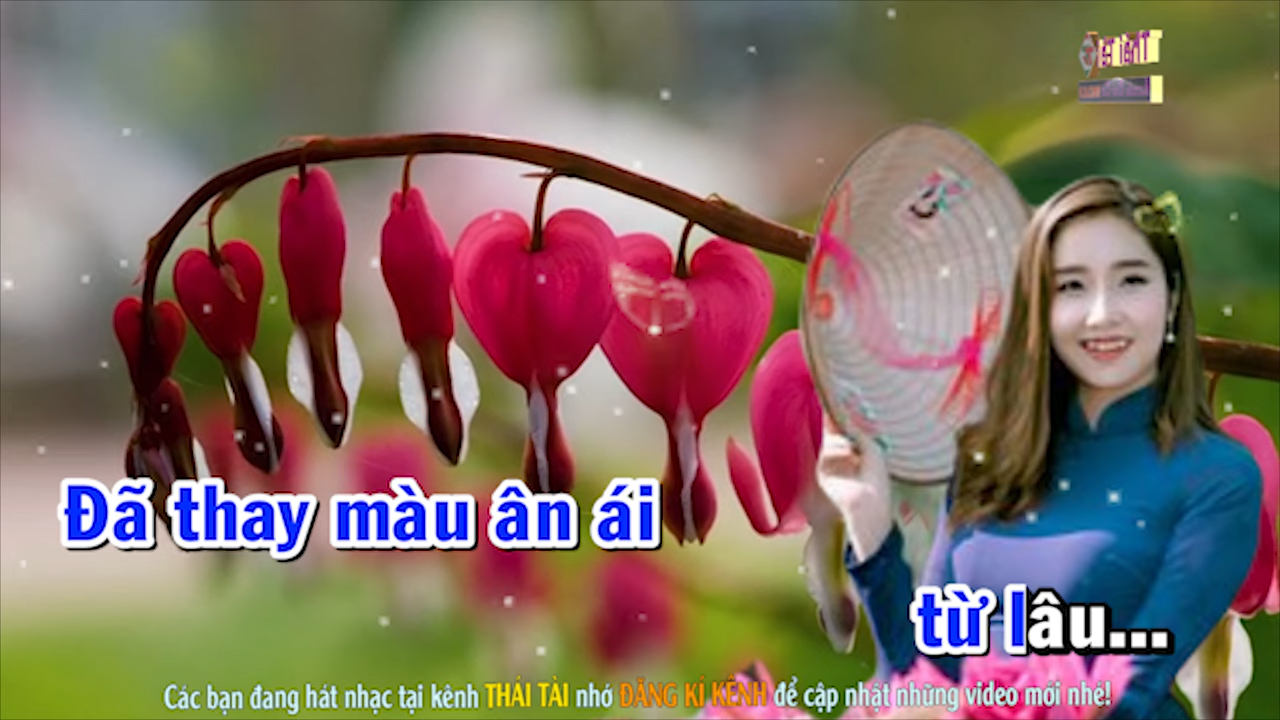 Đã thay màu ân ái
từ lâu...
Các bạn đang hát nhạc tại kênh THÁI TÀI nhớ ĐĂNG KÍ KÊNH để cập nhật những video mới nhé!